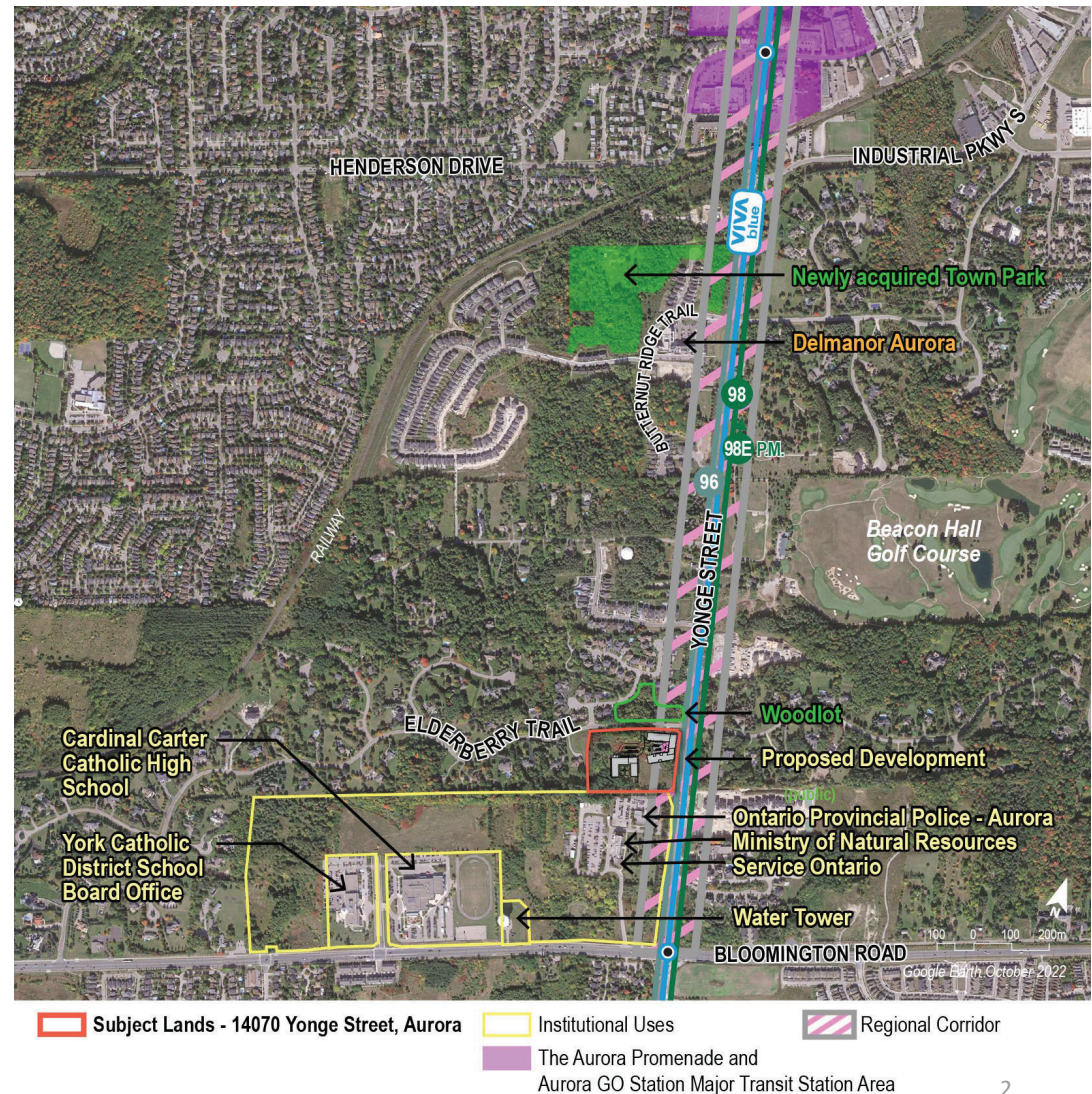 HENDERSON DRIVE
INDUSTRIAL PKWY S
VIVA
blue
Newly acquired Town Park
BUTTERNUT RIDGE TRAIL
Delmanor Aurora
98
98E P.M.
96
YONGE STREET
RAILWAY
Beacon Hall
Golf Course
ELDERBERRY TRAIL
Woodlot
Cardinal Carter
Catholic High
School
Proposed Development
(public)
Ontario Provincial Police - Aurora
Ministry of Natural Resources
Service Ontario
York Catholic
District School
Board Office
Water Tower
N
100 0 100 200m
BLOOMINGTON ROAD
Google Earth October 2022
Subject Lands - 14070 Yonge Street, Aurora
Institutional Uses
Regional Corridor
The Aurora Promenade and
Aurora GO Station Major Transit Station Area
2